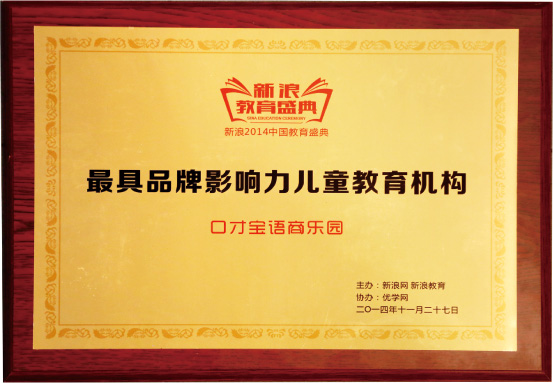 新浪
教育盛典
SINA EDUCATION CEREMONY
新浪2014中国教育盛典
最具品牌影响力儿童教育机构
口才宝语商乐园
主办：新浪网 新浪教育
协办：优学网
二〇一四年十一月二十七日